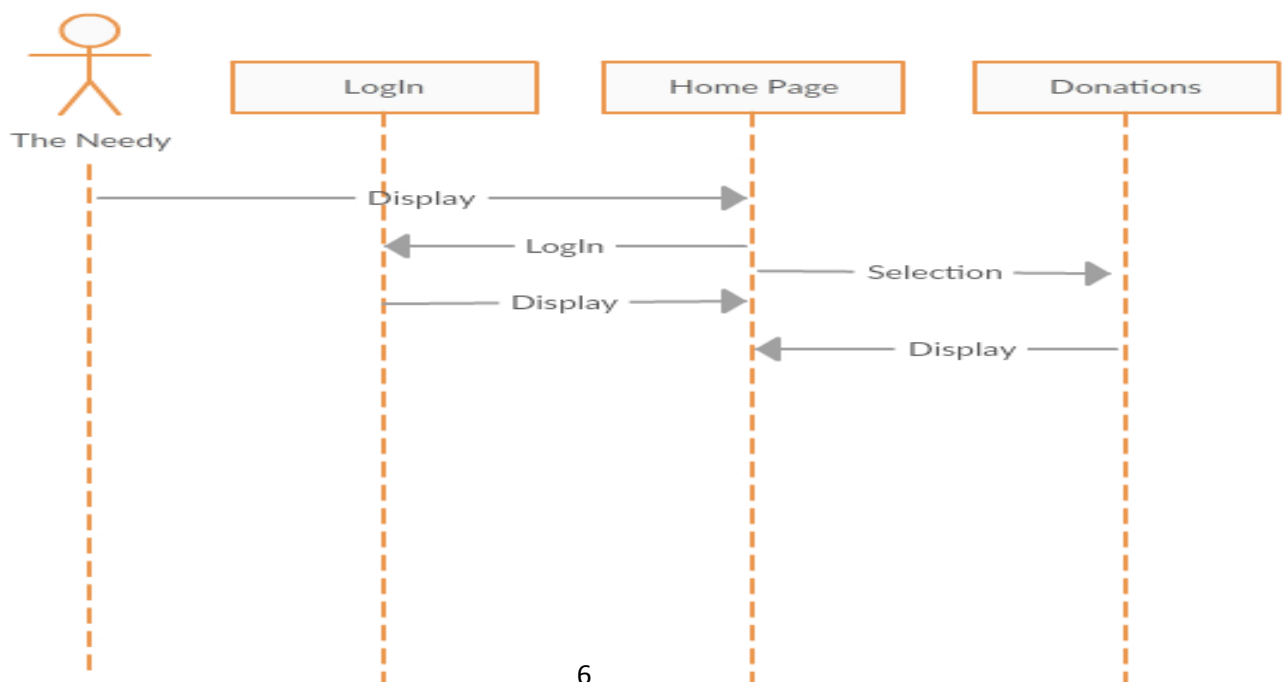 LogIn
Home Page
Donations
The Needy
Display
LogIn
Selection
Display
Display
6